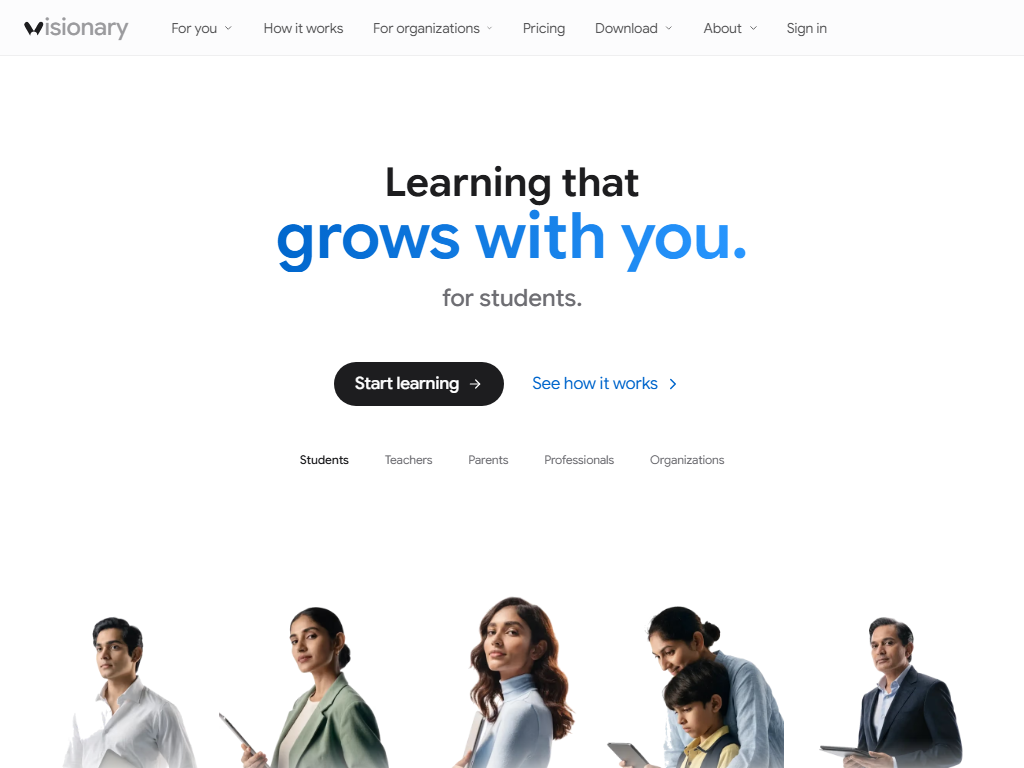 Visionary
For you
How it works
For organizations
Pricing
Download
About
Sign in
Learning that
grows with you.
for students.
Start learning
See how it works
Students
Teachers
Parents
Professionals
Organizations